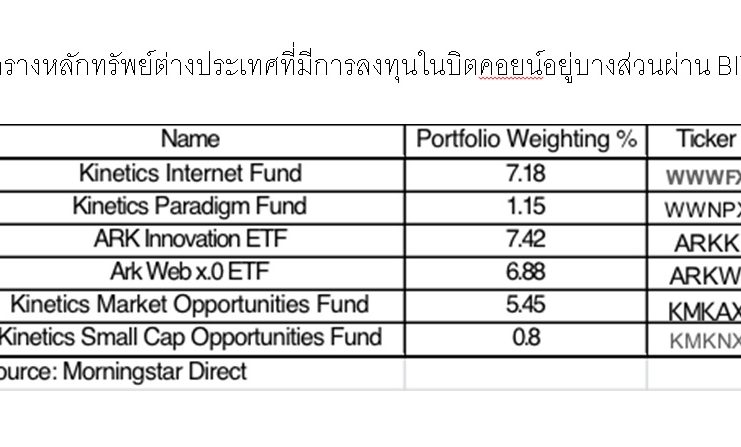 ตารางหลักทรัพย์ต่างประเทศที่มีการลงทุนในบิตคอยน์อยู่บางส่วนผ่าน
Name Portfolio Weighting % Ticker
Kinetics Internet Fund 7.18 WWWFX
Kinetics Paradigm Fund 1.15 WWNPX
ARK Innovation ETF 7.42 ARKK
Ark Web x.0 ETF 6.88 ARKW
Kinetics Market Opportunities Fund 5.45 KMKAX
Kinetics Small Cap Opportunities Fund 0.8 KMKNX
Source: Morningstar Direct